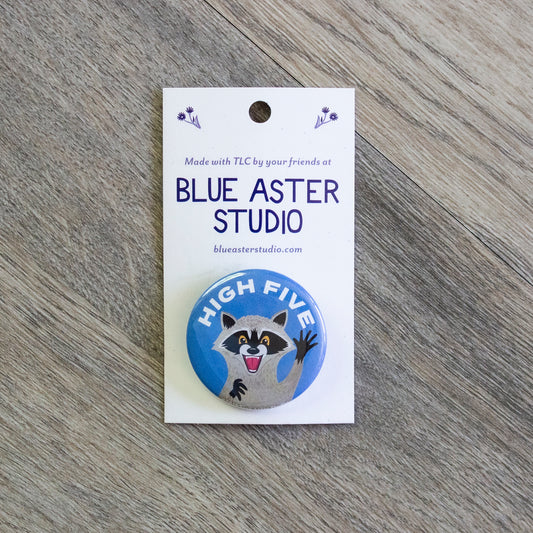 Made with TLC by your friends at
BLUE ASTER
STUDIO
blueasterstudio.com
HIGH FIVE